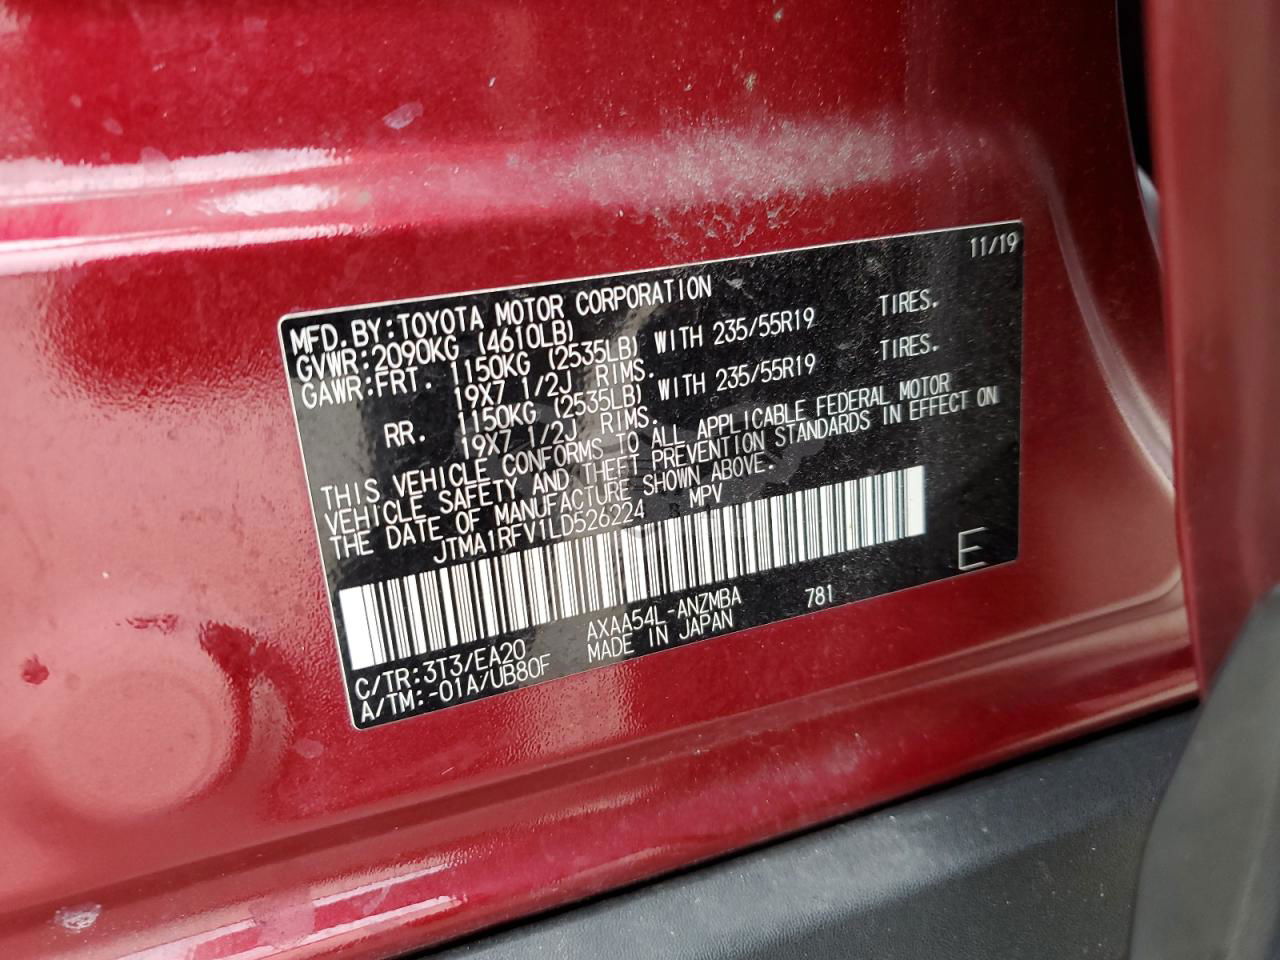 11/19
MFD.BY:TOYOTA MOTOR CORPORATION
GVWR:2090KG (4610LB)
GAWR:FRT. 1150KG (2535LB) WITH 235/55R19 TIRES.
19X7 1/2J RIMS.
RR. 1150KG (2535LB) WITH 235/55R19 TIRES.
19X7 1/2J RIMS.
THIS VEHICLE CONFORMS TO ALL APPLICABLE FEDERAL MOTOR
VEHICLE SAFETY AND THEFT PREVENTION STANDARDS IN EFFECT ON
THE DATE OF MANUFACTURE SHOWN ABOVE.
JTMA1RFV1LD526224 MPV
E
C/TR:3T3/EA20 AXAA54L-ANZMBA 781
A/TM:-01A/UB80F MADE IN JAPAN